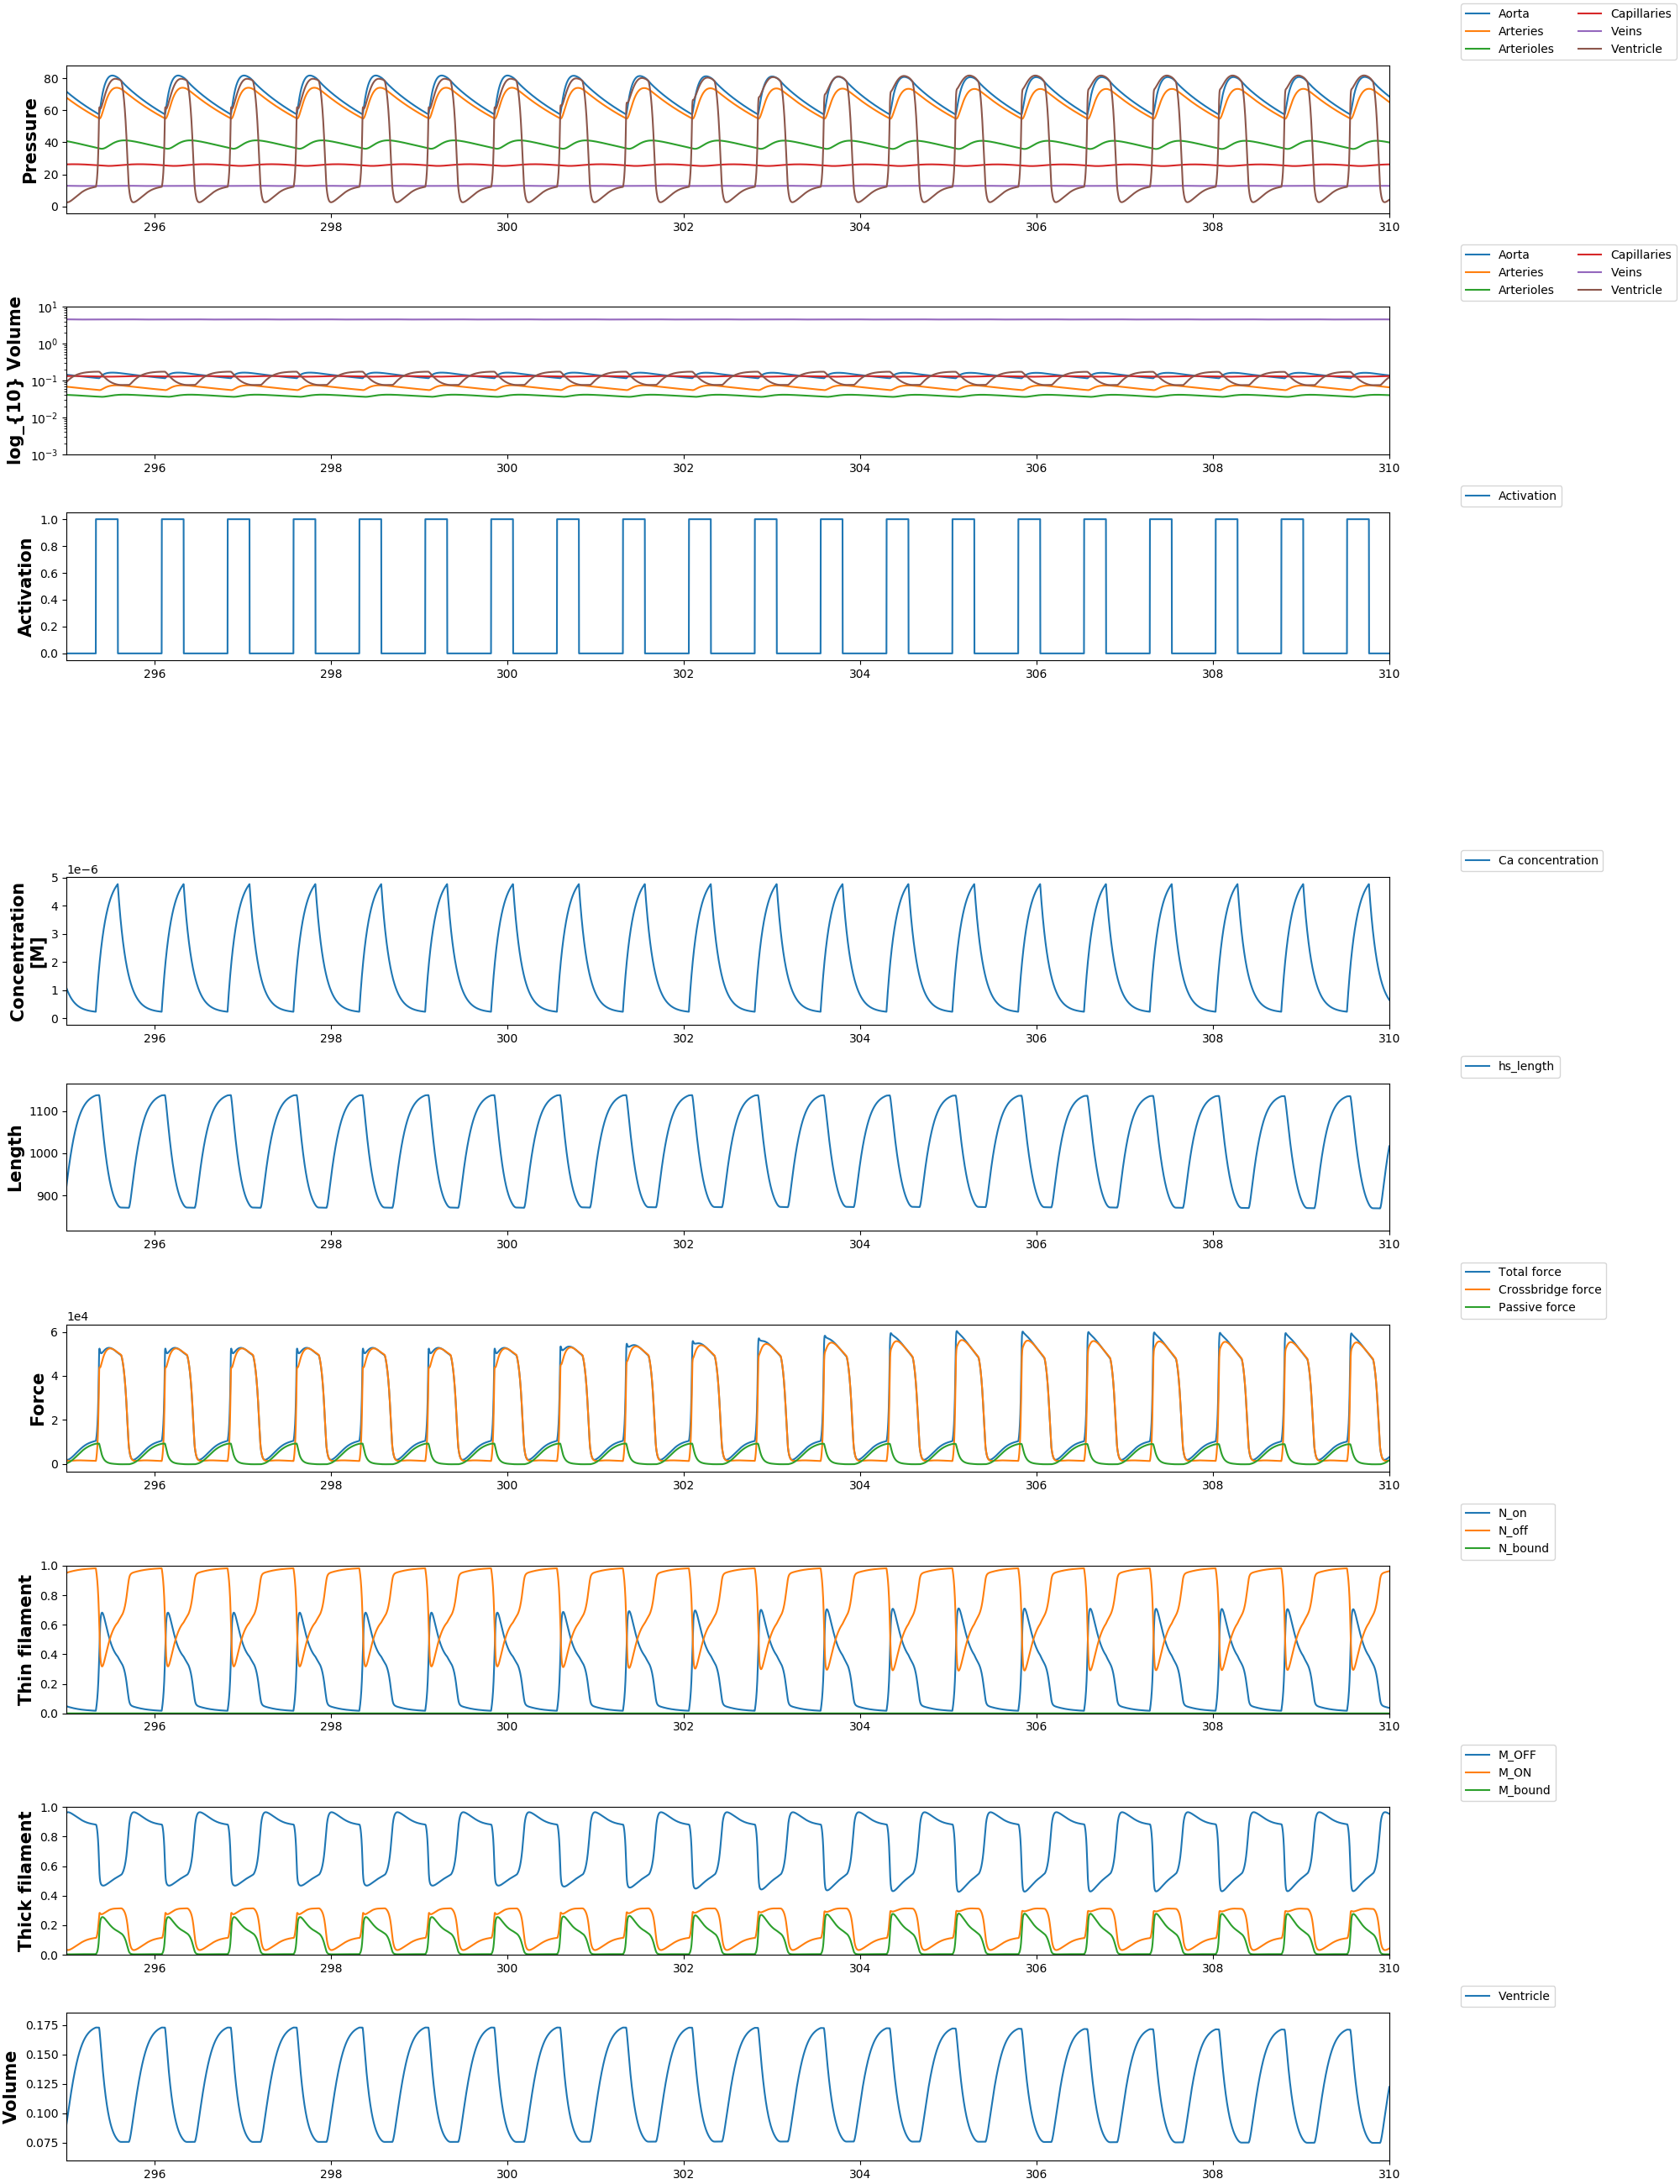 Aorta Capillaries
Arteries Veins
Arterioles Ventricle
Pressure
80
60
40
20
0
296 298 300 302 304 306 308 310
Aorta Capillaries
Arteries Veins
Arterioles Ventricle
log_{10} Volume
10^1
10^0
10^-1
10^-2
10^-3
296 298 300 302 304 306 308 310
Activation
Activation
1.0
0.8
0.6
0.4
0.2
0.0
296 298 300 302 304 306 308 310
Ca concentration
1e−6
Concentration
[M]
5
4
3
2
1
0
296 298 300 302 304 306 308 310
hs_length
Length
1100
1000
900
296 298 300 302 304 306 308 310
Total force
Crossbridge force
Passive force
1e4
Force
6
4
2
0
296 298 300 302 304 306 308 310
N_on
N_off
N_bound
Thin filament
1.0
0.8
0.6
0.4
0.2
0.0
296 298 300 302 304 306 308 310
M_OFF
M_ON
M_bound
Thick filament
1.0
0.8
0.6
0.4
0.2
0.0
296 298 300 302 304 306 308 310
Ventricle
Volume
0.175
0.150
0.125
0.100
0.075
296 298 300 302 304 306 308 310